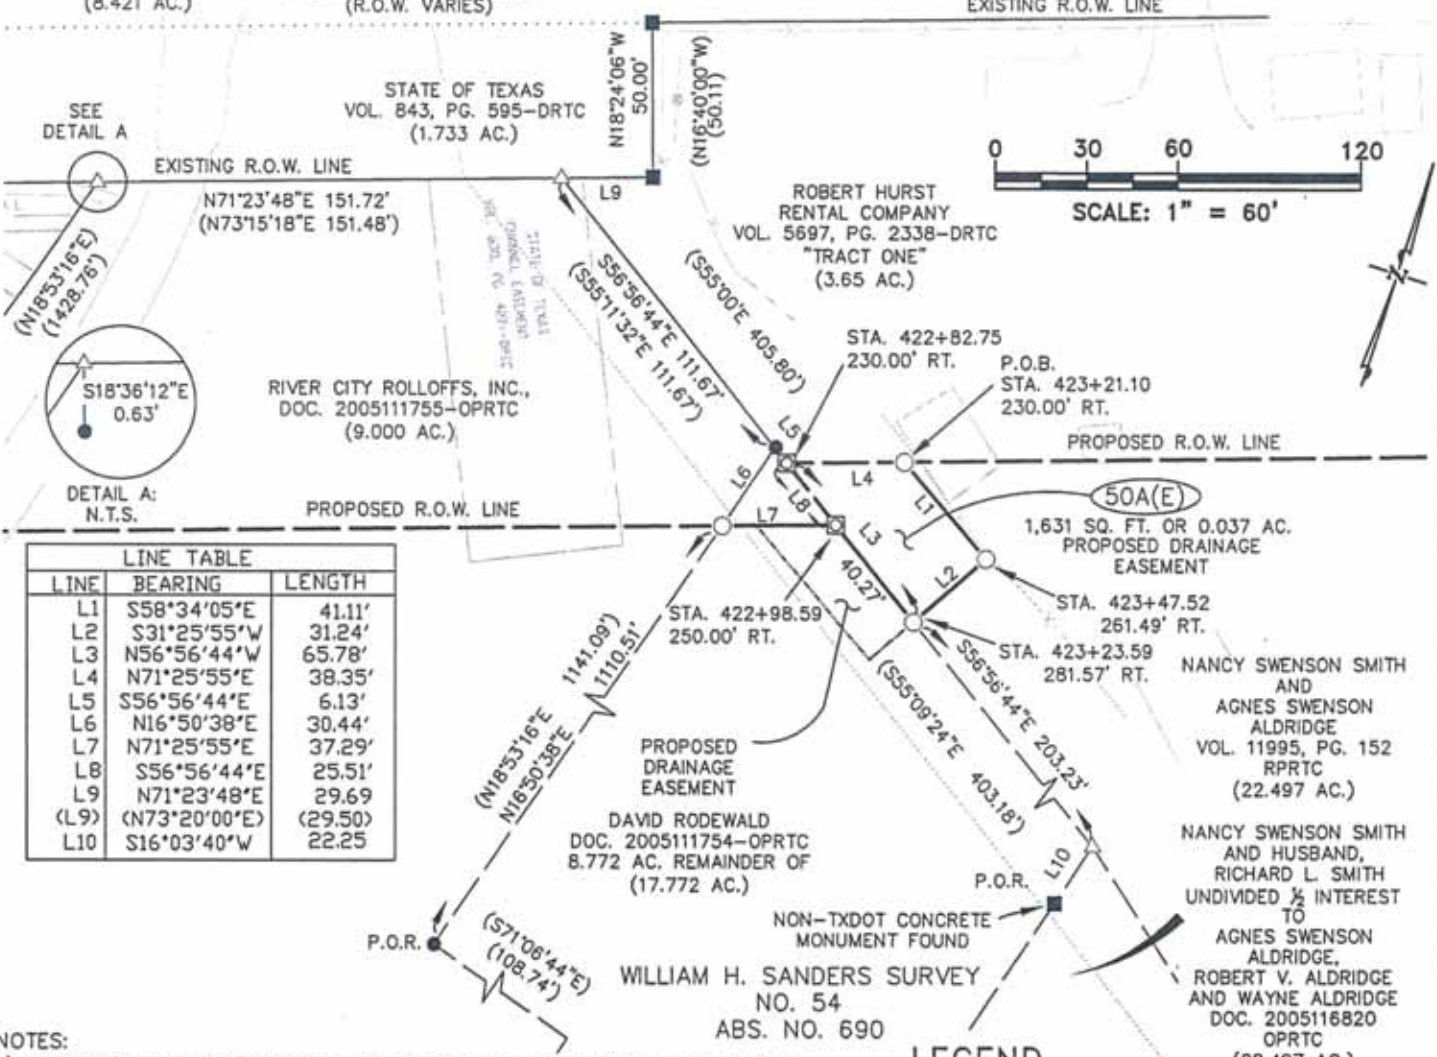 (8.421 AC.)
(R.O.W. VARIES)
EXISTING R.O.W. LINE
N18°24'06"W
50.00'
(N16°40'00"W)
(50.11)
SEE
DETAIL A
STATE OF TEXAS
VOL. 843, PG. 595-DRTC
(1.733 AC.)
EXISTING R.O.W. LINE
N71°23'48"E 151.72'
(N73°15'18"E 151.48')
L9
0 30 60 120
SCALE: 1" = 60'
N
ROBERT HURST
RENTAL COMPANY
VOL. 5697, PG. 2338-DRTC
"TRACT ONE"
(3.65 AC.)
(N18°53'16"E)
(1428.76')
STATE OF TEXAS
CHANNEL EASEMENT
S56°56'44"E 111.67'
(S55°11'32"E 111.67')
(S55°00'E 405.80')
S18°36'12"E
0.63'
DETAIL A:
N.T.S.
RIVER CITY ROLLOFFS, INC.,
DOC. 2005111755-OPRTC
(9.000 AC.)
STA. 422+82.75
230.00' RT.
P.O.B.
STA. 423+21.10
230.00' RT.
PROPOSED R.O.W. LINE
L5
L6
L4
L8
L7
L3
L1
L2
50A(E)
1,631 SQ. FT. OR 0.037 AC.
PROPOSED DRAINAGE
EASEMENT
PROPOSED R.O.W. LINE
40.27'
LINE TABLE
LINE BEARING LENGTH
L1 S58°34'05"E 41.11'
L2 S31°25'55"W 31.24'
L3 N56°56'44"W 65.78'
L4 N71°25'55"E 38.35'
L5 S56°56'44"E 6.13'
L6 N16°50'38"E 30.44'
L7 N71°25'55"E 37.29'
L8 S56°56'44"E 25.51'
L9 N71°23'48"E 29.69
(L9) (N73°20'00"E) (29.50)
L10 S16°03'40"W 22.25
STA. 422+98.59
250.00' RT.
STA. 423+47.52
261.49' RT.
STA. 423+23.59
281.57' RT.
(N18°53'16"E 1141.09')
N16°50'38"E 1110.51'
S56°56'44"E 203.23'
(S55°09'24"E 403.18')
PROPOSED
DRAINAGE
EASEMENT
DAVID RODEWALD
DOC. 2005111754-OPRTC
8.772 AC. REMAINDER OF
(17.772 AC.)
NANCY SWENSON SMITH
AND
AGNES SWENSON
ALDRIDGE
VOL. 11995, PG. 152
RPRTC
(22.497 AC.)
NANCY SWENSON SMITH
AND HUSBAND,
RICHARD L. SMITH
UNDIVIDED ½ INTEREST
TO
AGNES SWENSON
ALDRIDGE,
ROBERT V. ALDRIDGE
AND WAYNE ALDRIDGE
DOC. 2005116820
OPRTC
L10
P.O.R.
NON-TXDOT CONCRETE
MONUMENT FOUND
P.O.R.
(S71°06'44"E)
(108.74')
WILLIAM H. SANDERS SURVEY
NO. 54
ABS. NO. 690
NOTES:
LEGEND